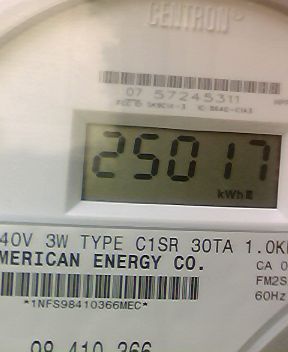 CENTRON
07 57245311
25017
kWh
40V 3W TYPE C1SR 30TA 1.0K
MERICAN ENERGY CO.
CA 0
FM2S
*1NFS98410366MEC*
60Hz
98 410 366